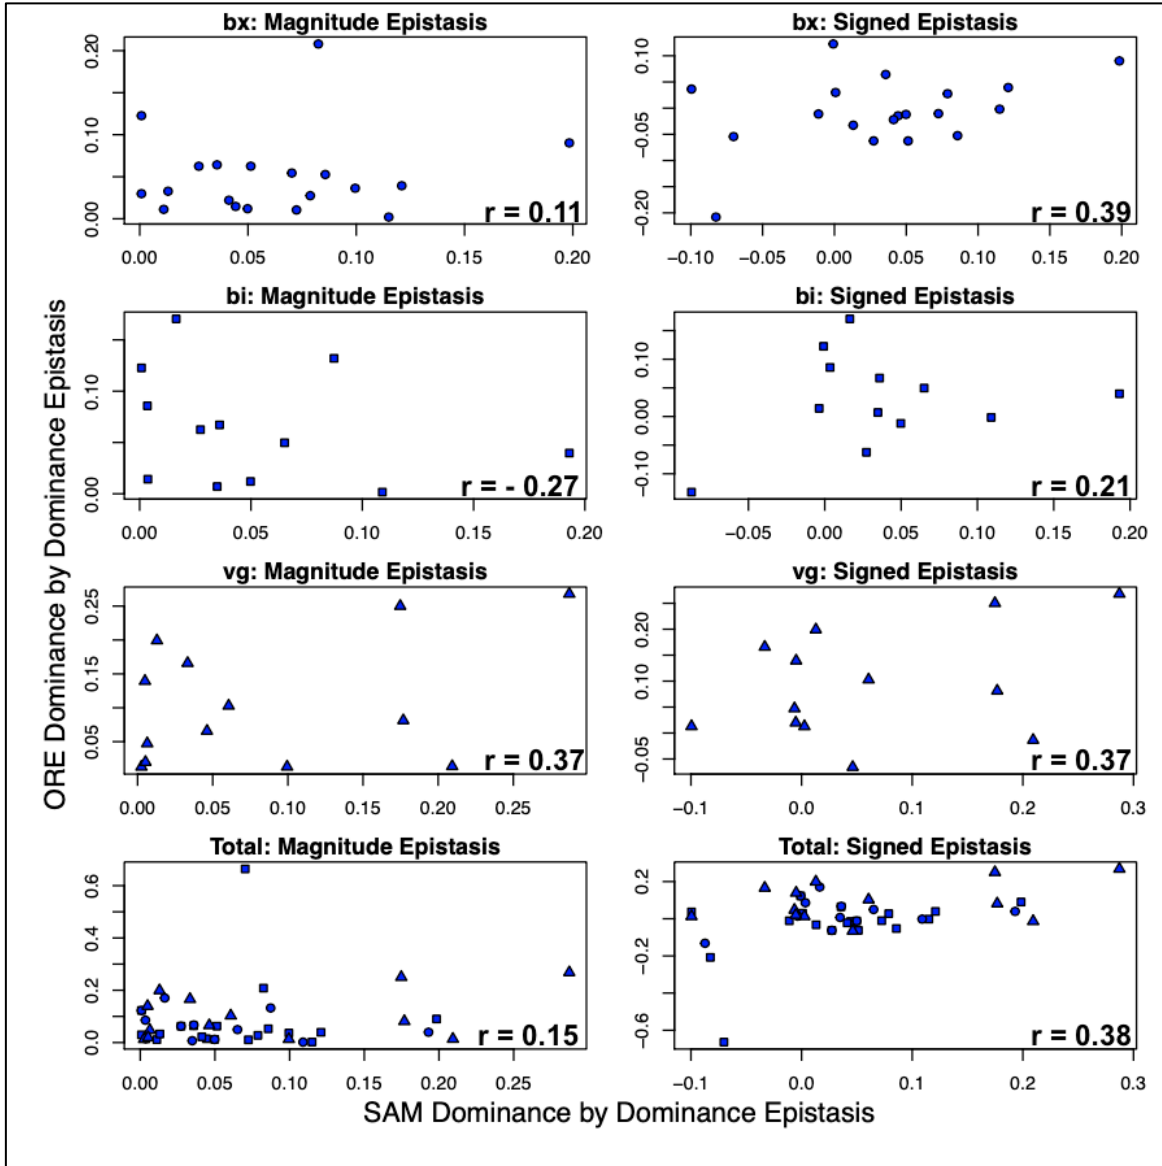 bx: Magnitude Epistasis
0.20
0.10
0.00
r = 0.11
0.00 0.05 0.10 0.15 0.20
bx: Signed Epistasis
0.10
−0.05
−0.20
r = 0.39
−0.10 −0.05 0.00 0.05 0.10 0.15 0.20
bi: Magnitude Epistasis
0.10
0.00
r = - 0.27
0.00 0.05 0.10 0.15 0.20
bi: Signed Epistasis
0.10
0.00
−0.10
r = 0.21
−0.05 0.00 0.05 0.10 0.15 0.20
vg: Magnitude Epistasis
0.25
0.15
0.05
r = 0.37
0.00 0.05 0.10 0.15 0.20 0.25
vg: Signed Epistasis
0.20
0.10
−0.05
r = 0.37
−0.1 0.0 0.1 0.2 0.3
Total: Magnitude Epistasis
0.6
0.4
0.2
0.0
r = 0.15
0.00 0.05 0.10 0.15 0.20 0.25
Total: Signed Epistasis
0.2
−0.2
−0.6
r = 0.38
−0.1 0.0 0.1 0.2 0.3
ORE Dominance by Dominance Epistasis
SAM Dominance by Dominance Epistasis